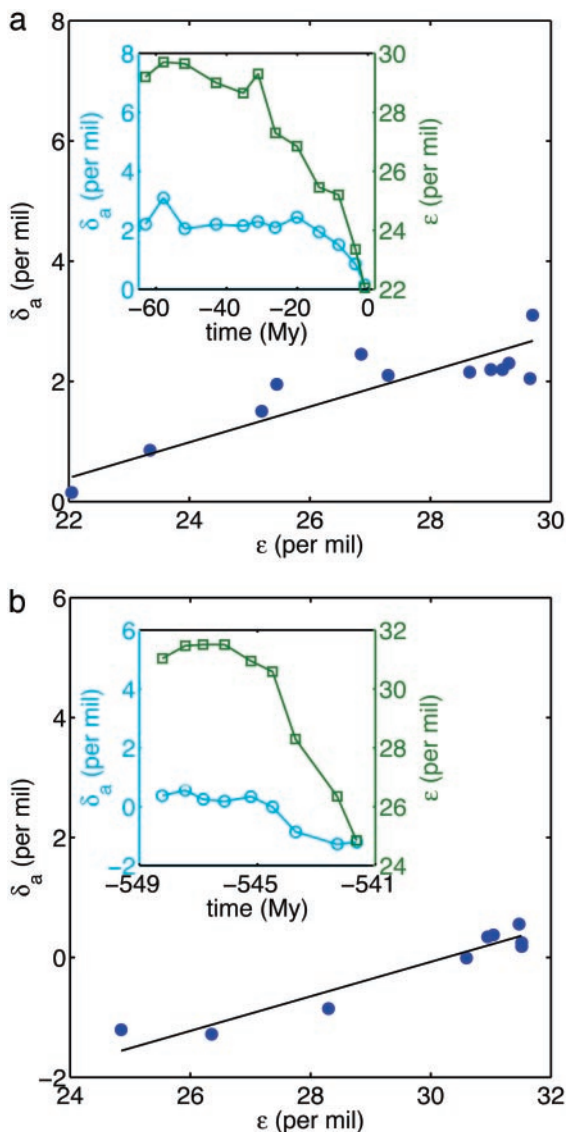 a
8
6
4
2
0
δa (per mil)
22 24 26 28 30
ε (per mil)
8
6
4
2
0
δa (per mil)
30
28
26
24
22
ε (per mil)
−60 −40 −20 0
time (My)
b
6
4
2
0
−2
δa (per mil)
24 26 28 30 32
ε (per mil)
6
4
2
0
−2
δa (per mil)
32
30
28
26
24
ε (per mil)
−549 −545 −541
time (My)